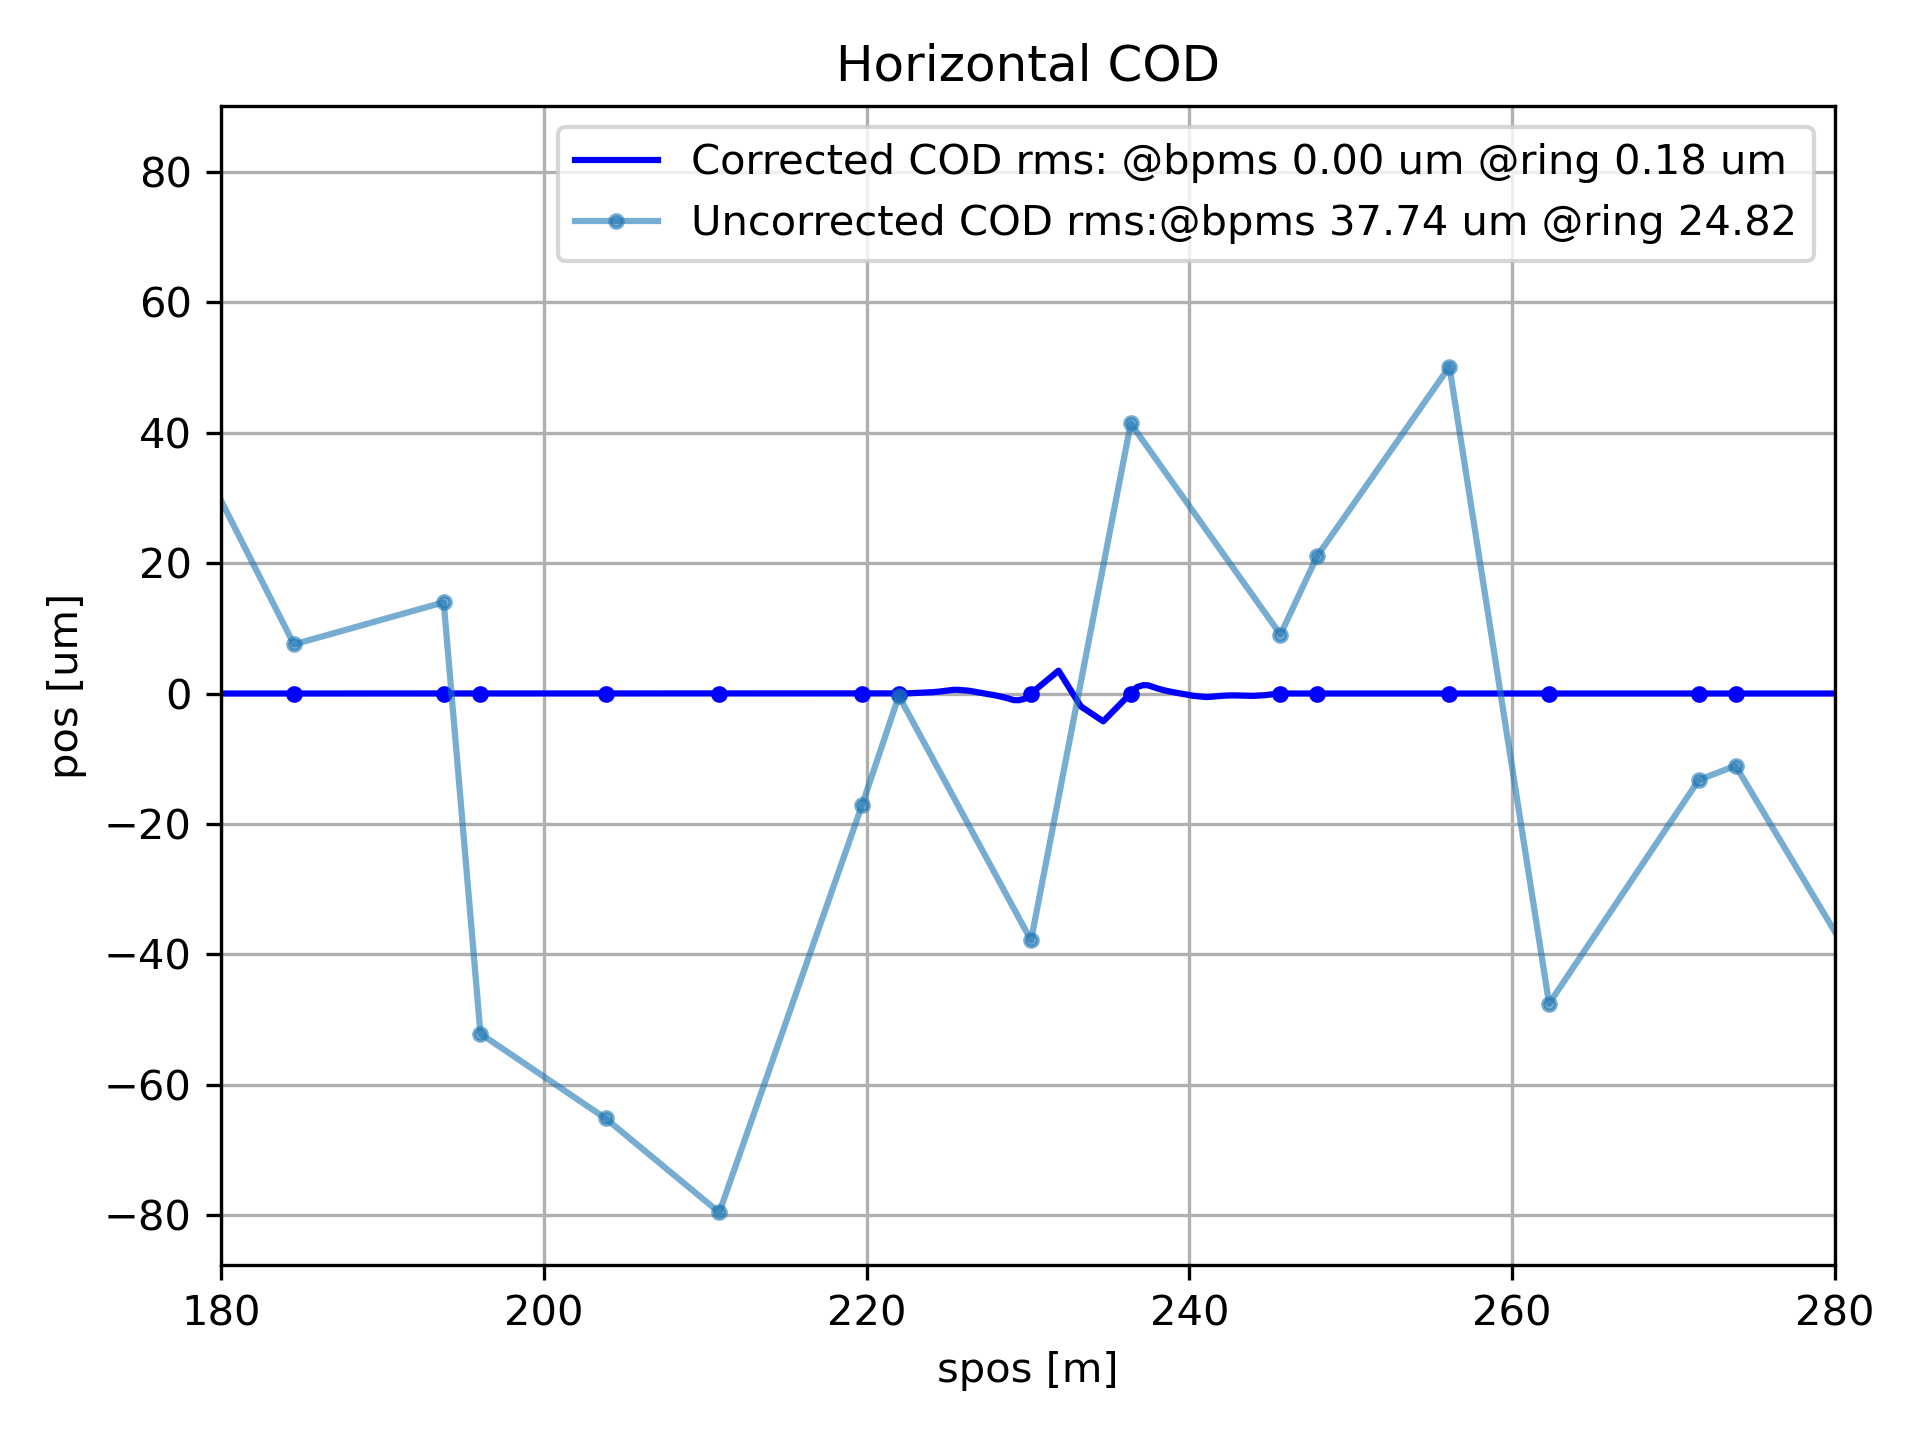 Horizontal COD
Corrected COD rms: @bpms 0.00 um @ring 0.18 um
Uncorrected COD rms:@bpms 37.74 um @ring 24.82
80
60
40
20
0
−20
−40
−60
−80
pos [um]
180 200 220 240 260 280
spos [m]